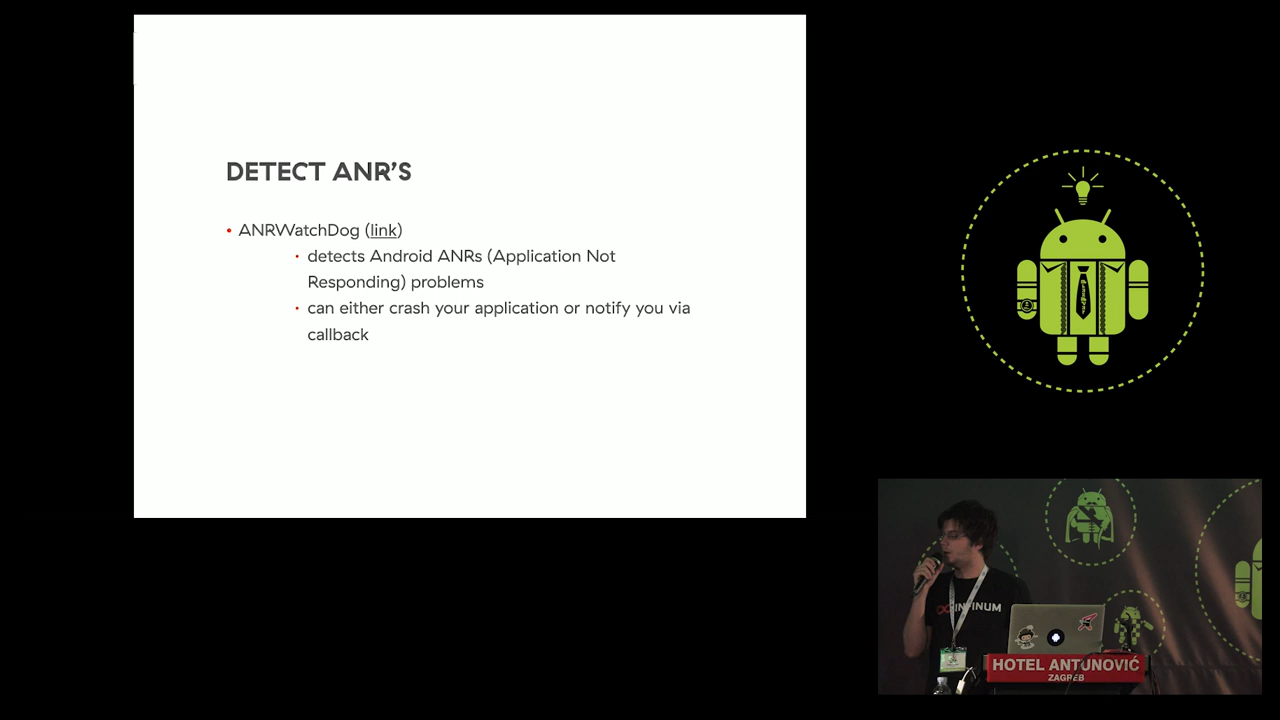 DETECT ANR'S
• ANRWatchDog (link)
• detects Android ANRs (Application Not
Responding) problems
• can either crash your application or notify you via
callback
INFINUM
HOTEL ANTUNOVIĆ
ZAGREB